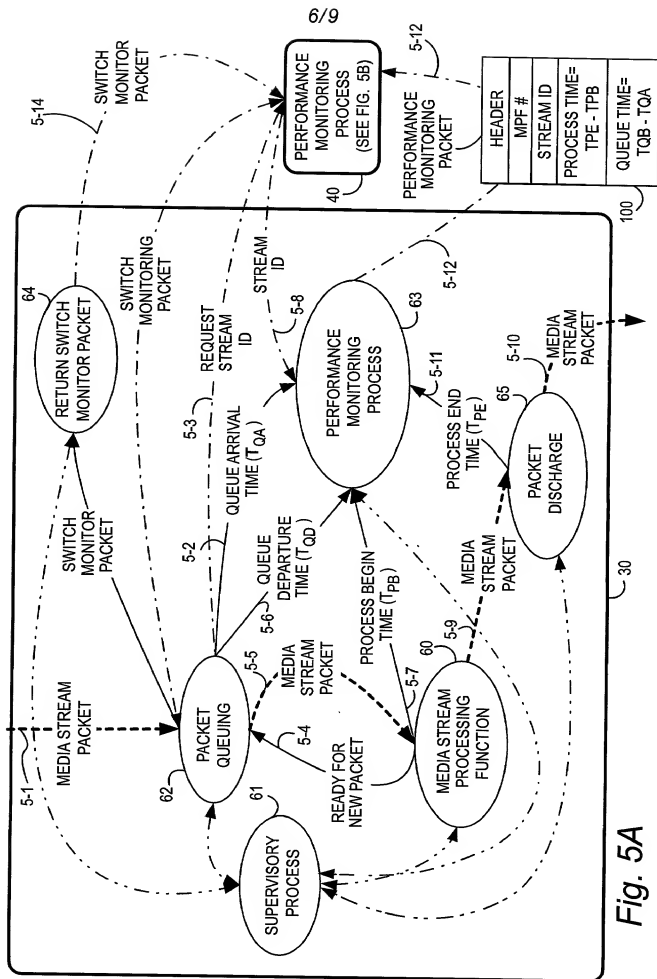 6/9
5-14
SWITCH
MONITOR
PACKET
64
RETURN SWITCH
MONITOR PACKET
SWITCH
MONITORING
PACKET
PERFORMANCE
MONITORING
PROCESS
(SEE FIG. 5B)
40
5-12
PERFORMANCE
MONITORING
PACKET
HEADER
MPF #
STREAM ID
PROCESS TIME=
TPE - TPB
QUEUE TIME=
TQB - TQA
100
5-1
MEDIA STREAM
PACKET
SWITCH
MONITOR
PACKET
5-3
REQUEST
STREAM
ID
STREAM
ID
5-8
5-2
QUEUE ARRIVAL
TIME (TQA)
62
PACKET
QUEUING
5-6
QUEUE
DEPARTURE
TIME (TQD)
63
PERFORMANCE
MONITORING
PROCESS
5-12
5-11
5-5
MEDIA
STREAM
PACKET
5-4
READY FOR
NEW PACKET
PROCESS BEGIN
TIME (TPB)
5-7
PROCESS END
TIME (TPE)
61
SUPERVISORY
PROCESS
60
MEDIA STREAM
PROCESSING
FUNCTION
5-9
MEDIA
STREAM
PACKET
65
PACKET
DISCHARGE
5-10
MEDIA
STREAM
PACKET
30
Fig. 5A